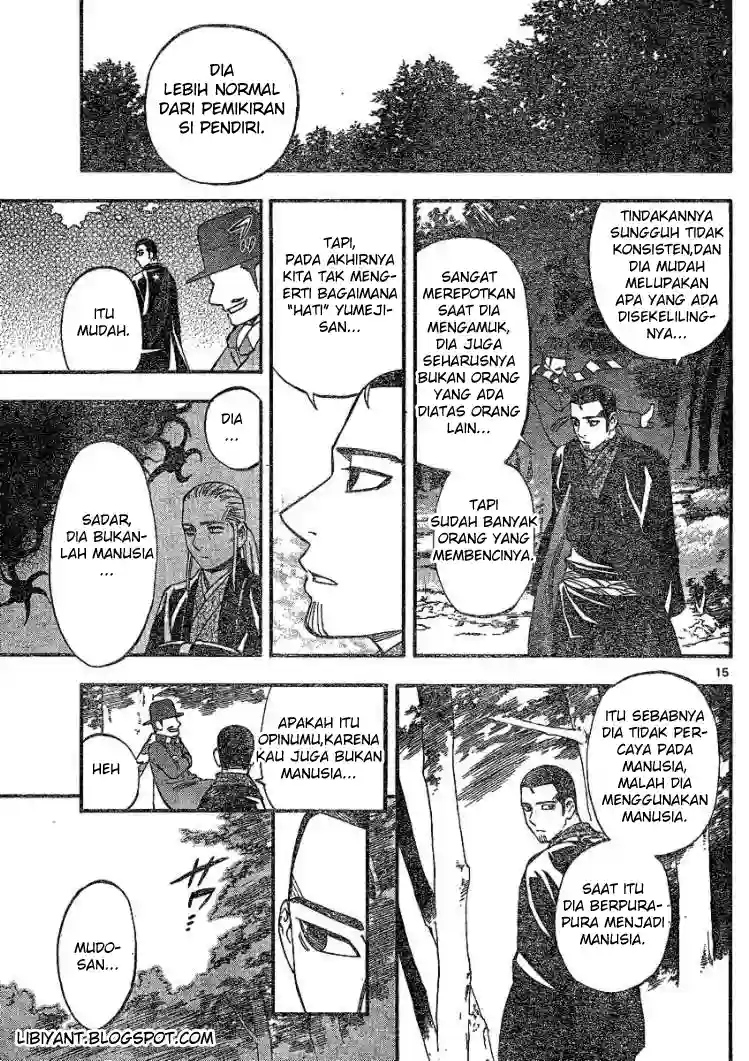 DIA
LEBIH NORMAL
DARI PEMIKIRAN
SI PENDIRI.
TINDAKANNYA
SUNGGUH TIDAK
KONSISTEN,DAN
DIA MUDAH
MELUPAKAN
APA YANG ADA
DISEKELILING-
NYA...
SANGAT
MEREPOTKAN
SAAT DIA
MENGAMUK,
DIA JUGA
SEHARUSNYA
BUKAN ORANG
YANG ADA
DIATAS ORANG
LAIN...
TAPI
SUDAH BANYAK
ORANG YANG
MEMBENCINYA.
TAPI,
PADA AKHIRNYA
KITA TAK MENG-
ERTI BAGAIMANA
"HATI" YUMEJI-
SAN...
ITU
MUDAH.
DIA
...
SADAR,
DIA BUKAN-
LAH MANUSIA
...
15
ITU SEBABNYA
DIA TIDAK PER-
CAYA PADA
MANUSIA,
MALAH DIA
MENGGUNAKAN
MANUSIA.
SAAT ITU
DIA BERPURA-
PURA MENJADI
MANUSIA.
APAKAH ITU
OPINUMU,KARENA
KAU JUGA BUKAN
MANUSIA...
HEH
MUDO-
SAN...
LIBIYANT.BLOGSPOT.COM